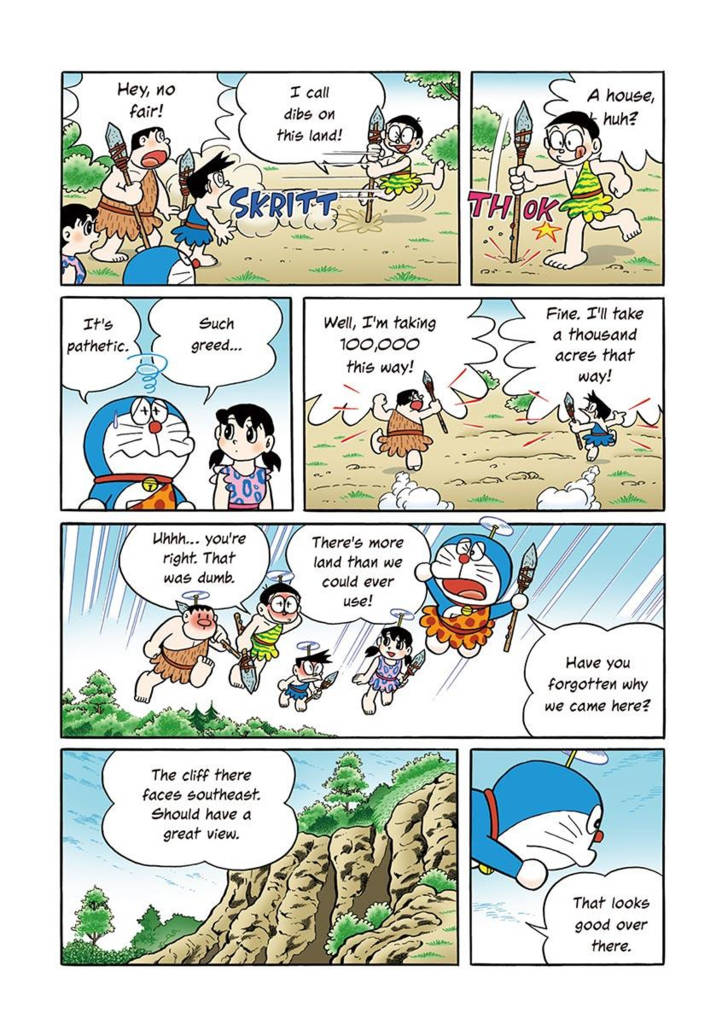 Hey, no
fair!
I call
dibs on
this land!
SKRITT
A house,
huh?
THOK
It's
pathetic.
Such
greed...
Well, I'm taking
100,000
this way!
Fine. I'll take
a thousand
acres that
way!
Uhhh... you're
right. That
was dumb.
There's more
land than we
could ever
use!
Have you
forgotten why
we came here?
The cliff there
faces southeast.
Should have a
great view.
That looks
good over
there.